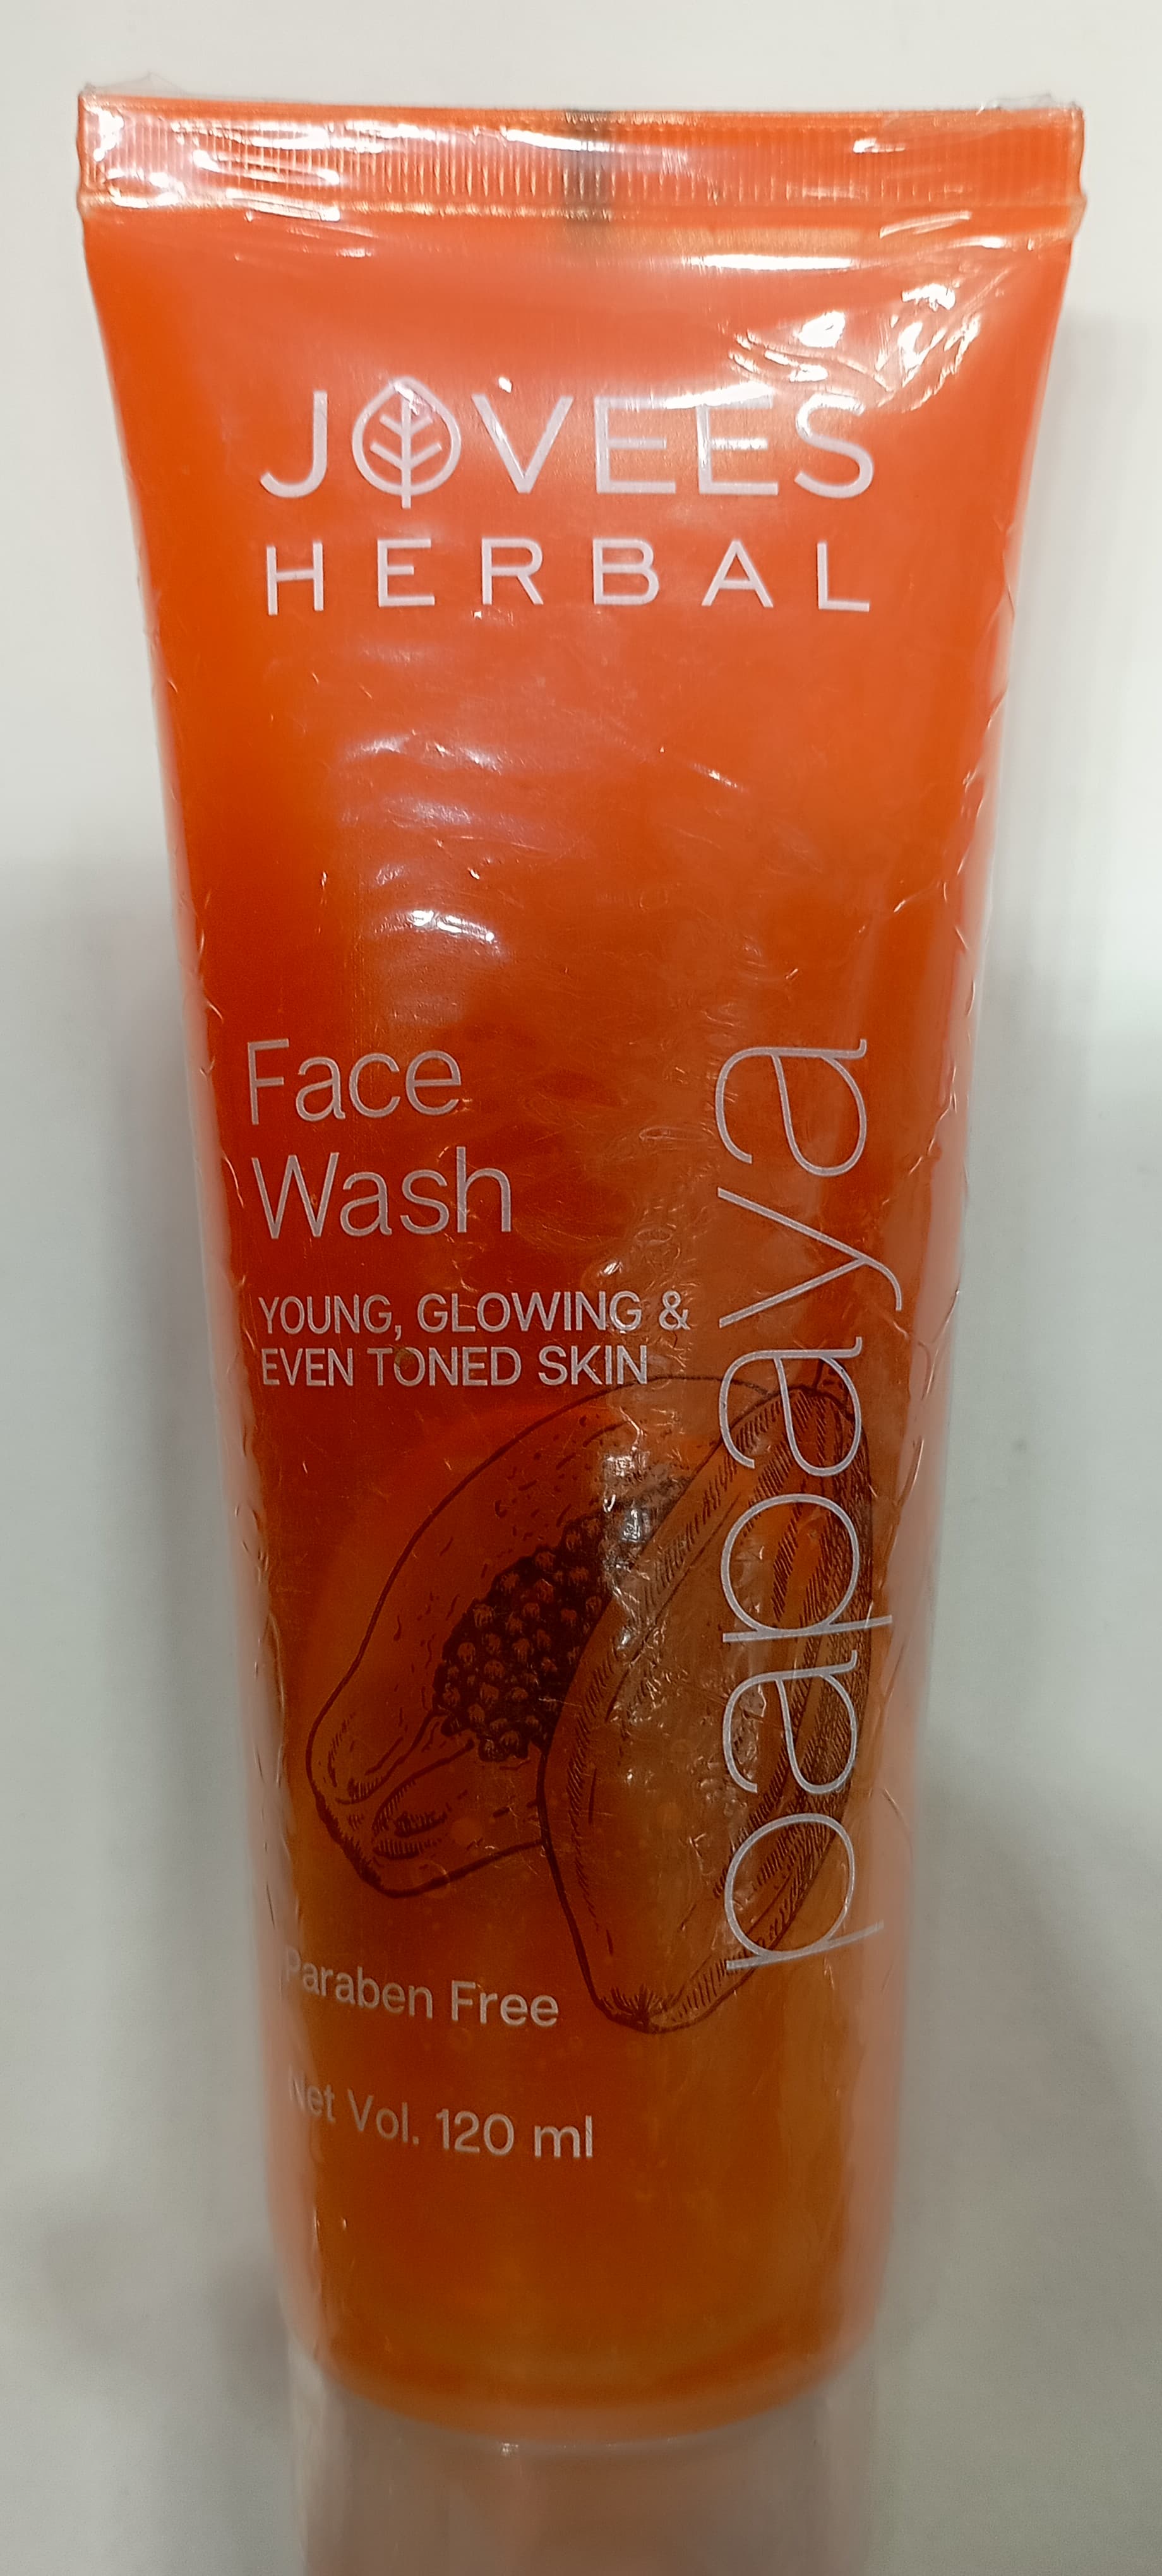 JOVEES
HERBAL
Face
Wash
YOUNG, GLOWING &
EVEN TONED SKIN
papaya
Paraben Free
Net Vol. 120 ml